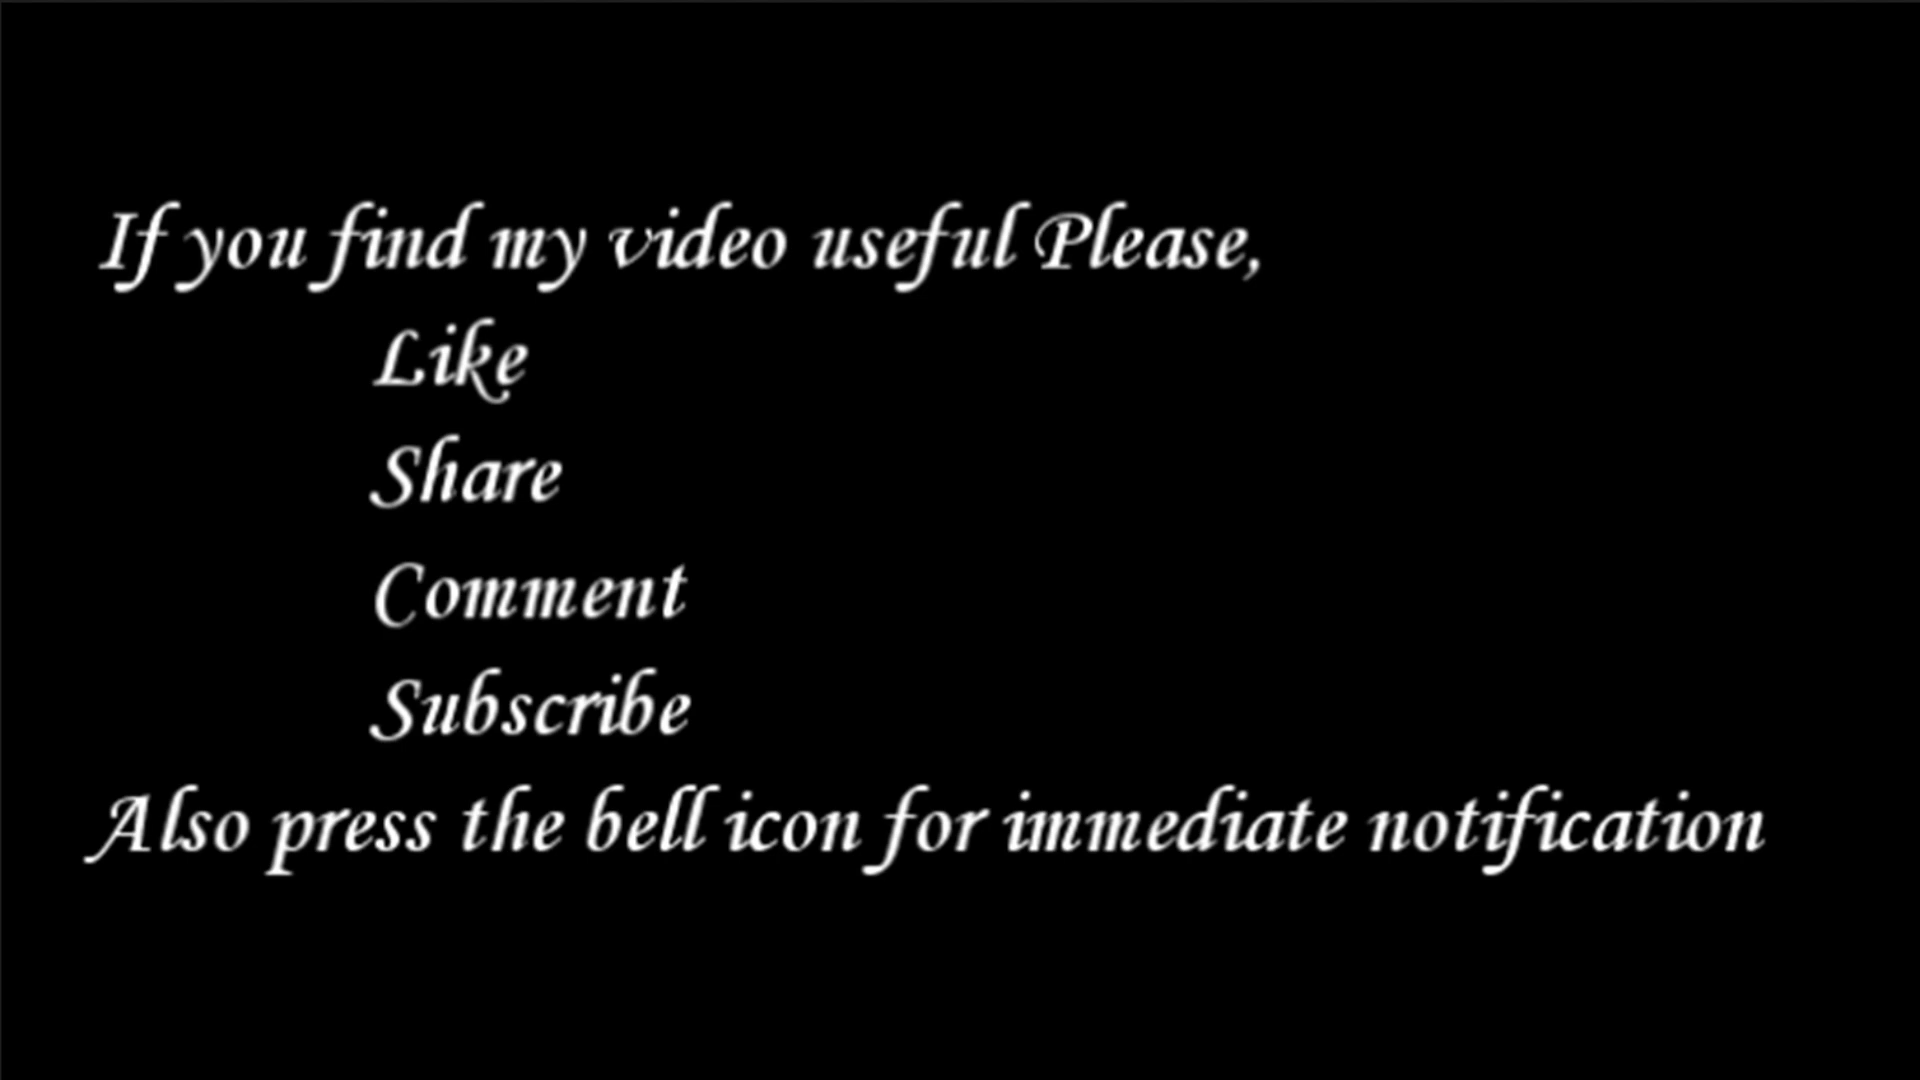 If you find my video useful Please,
Like
Share
Comment
Subscribe
Also press the bell icon for immediate notification